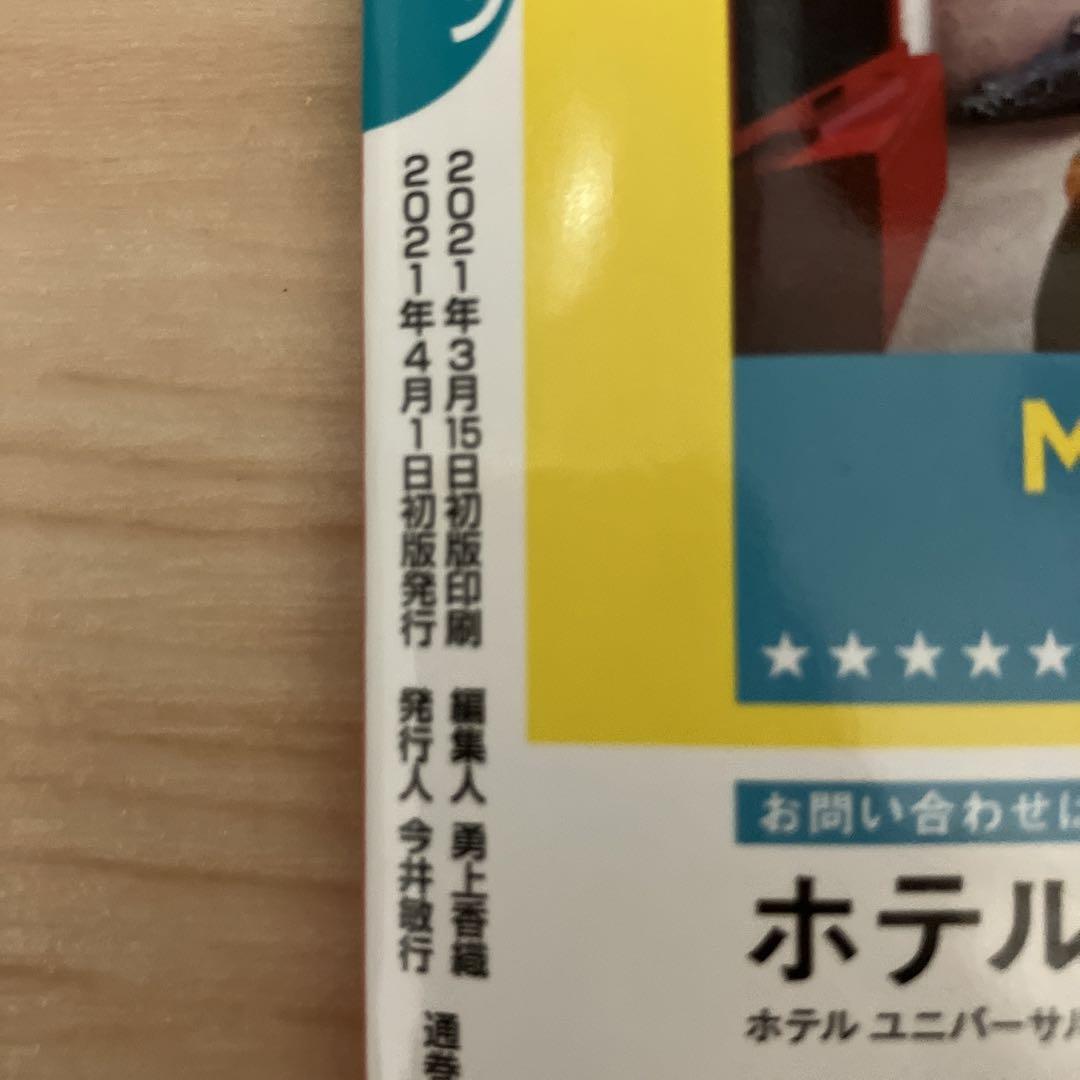 2021年3月15日初版印刷 編集人 勇上香織
2021年4月1日初版発行 発行人 今井敏行
通巻
M
★★★★★
お問い合わせは
ホテル
ホテル ユニバーサル